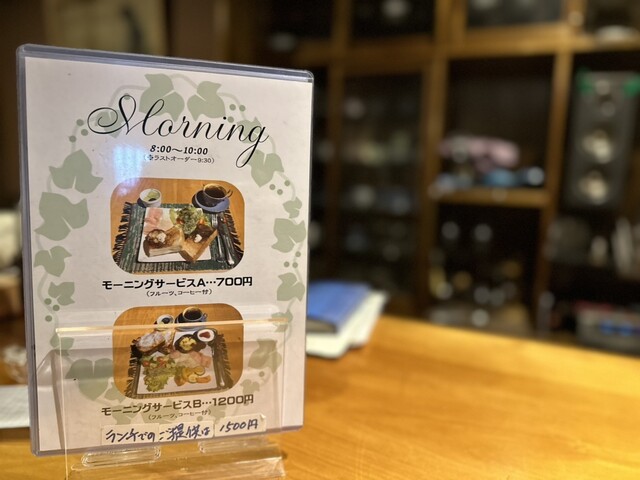 Morning
8:00～10:00
(ラストオーダー9:30)
モーニングサービスA…700円
(フルーツ、コーヒー付)
モーニングサービスB…1200円
(フルーツ、コーヒー付)
ランチでのご提供は 1500円